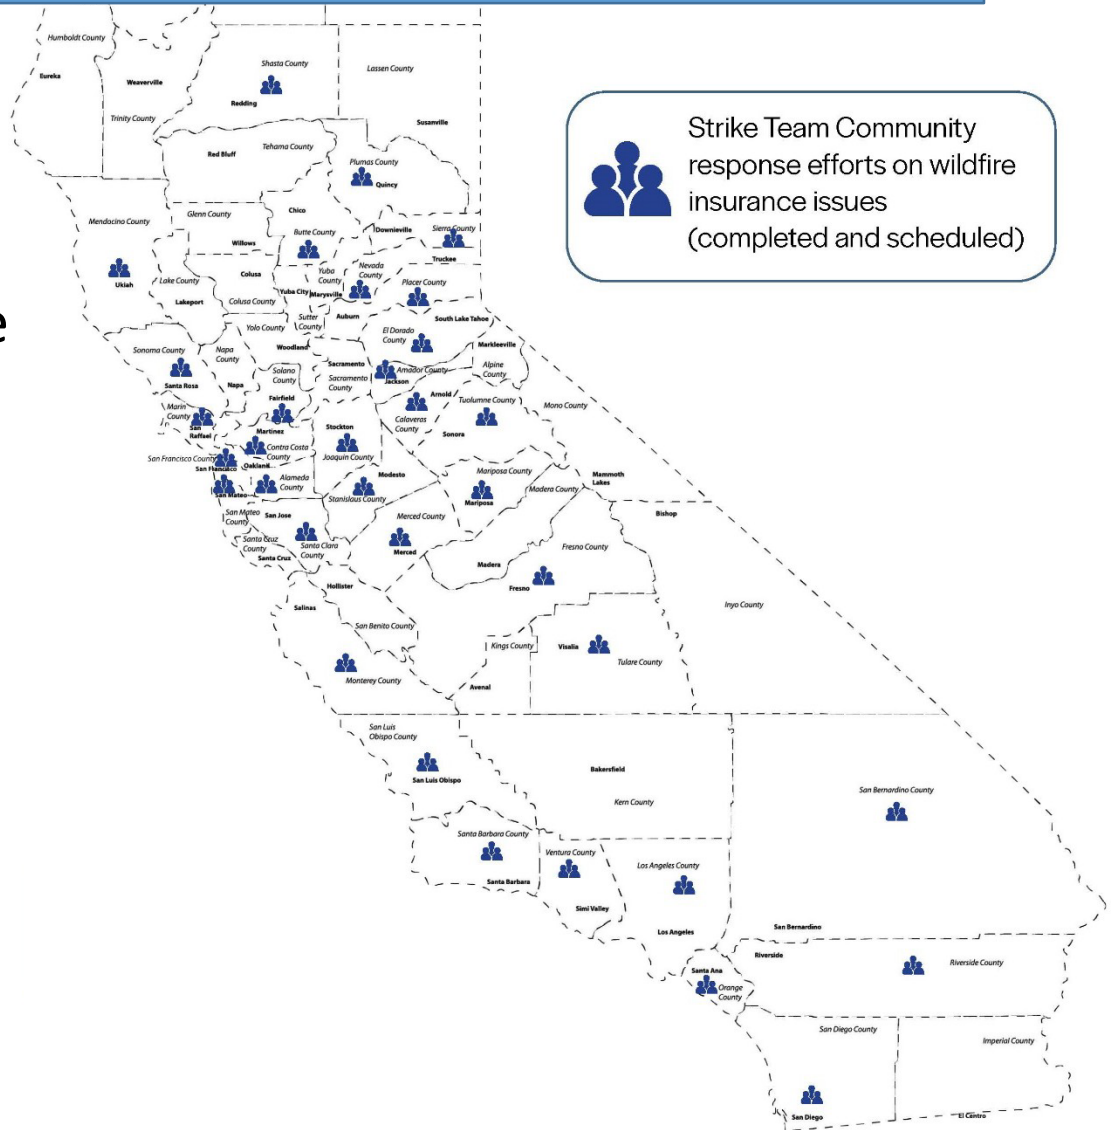 Humboldt County
Eureka
Weaverville
Trinity County
Shasta County
Redding
Lassen County
Susanville
Strike Team Community
response efforts on wildfire
insurance issues
(completed and scheduled)
Red Bluff
Tehama County
Plumas County
Quincy
Mendocino County
Ukiah
Glenn County
Willows
Chico
Butte County
Downieville
Sierra County
Truckee
Lake County
Lakeport
Colusa
Colusa County
Yuba City
Yuba
County
Marysville
Nevada
County
Placer County
e
Yolo County
Sutter
County
Auburn
South Lake Tahoe
Sonoma County
Santa Rosa
Napa
County
Napa
Woodland
Solano
County
Fairfield
Sacramento
Sacramento
County
El Dorado
County
Markleeville
Alpine
County
Amador County
Jackson
Marin
County
San
Raffael
Martinez
Contra Costa
County
Stockton
Joaquin County
Arnold
Calaveras
County
Tuolumne County
Sonora
Mono County
San Francisco County
San Francisco
Oakland
Alameda
County
San Mateo
San Mateo
County
Modesto
Stanislaus County
Mariposa County
Mariposa
Madera County
Mammoth
Lakes
Bishop
San Jose
Santa Clara
County
Santa Cruz
County
Santa Cruz
Merced County
Merced
Madera
Fresno County
Fresno
Hollister
Salinas
San Benito County
Monterey County
Inyo County
Kings County
Visalia
Tulare County
Avenal
San Luis
Obispo County
San Luis Obispo
Bakersfield
Kern County
San Bernardino County
Santa Barbara County
Santa Barbara
Ventura County
Simi Valley
Los Angeles County
Los Angeles
San Bernardino
Riverside
Riverside County
Santa Ana
Orange
County
San Diego County
San Diego
Imperial County
El Centro